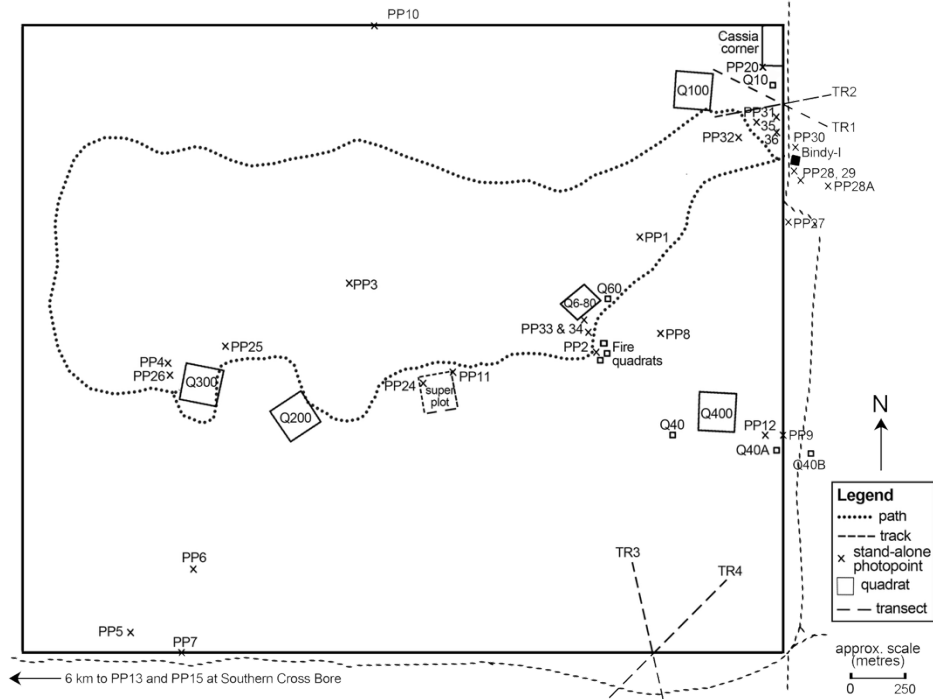 PP10
Cassia
corner
PP20
Q10
Q100
TR2
PP31
35
TR1
PP32
36
PP30
Bindy-I
PP28, 29
PP28A
PP27
PP1
PP3
Q60
Q6-80
PP33 & 34
PP8
PP2
Fire
quadrats
PP25
PP4
PP26
Q300
PP24
PP11
super
plot
Q200
Q400
N
Q40
PP12
PP9
Q40A
Q40B
Legend
path
track
stand-alone
photopoint
quadrat
transect
PP6
TR3
TR4
PP5
PP7
approx. scale
(metres)
0 250
6 km to PP13 and PP15 at Southern Cross Bore